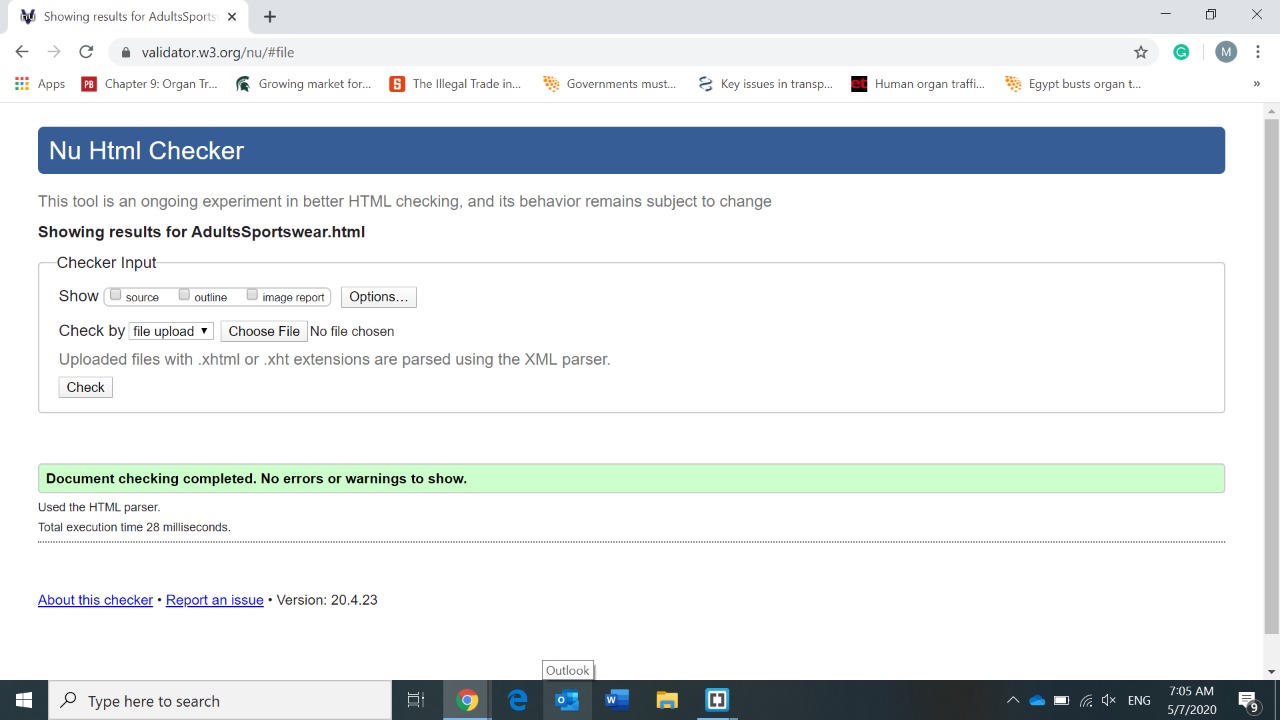 Showing results for AdultsSports
validator.w3.org/nu/#file
M
Apps
PB
Chapter 9: Organ Tr...
Growing market for...
S
The Illegal Trade in...
Governments must...
Key issues in transp...
et
Human organ traffi...
Egypt busts organ t...
»
Nu Html Checker
This tool is an ongoing experiment in better HTML checking, and its behavior remains subject to change
Showing results for AdultsSportswear.html
Checker Input
Show source outline image report Options...
Check by file upload Choose File No file chosen
Uploaded files with .xhtml or .xht extensions are parsed using the XML parser.
Check
Document checking completed. No errors or warnings to show.
Used the HTML parser.
Total execution time 28 milliseconds.
About this checker • Report an issue • Version: 20.4.23
Outlook
Type here to search
ENG
7:05 AM
5/7/2020
9